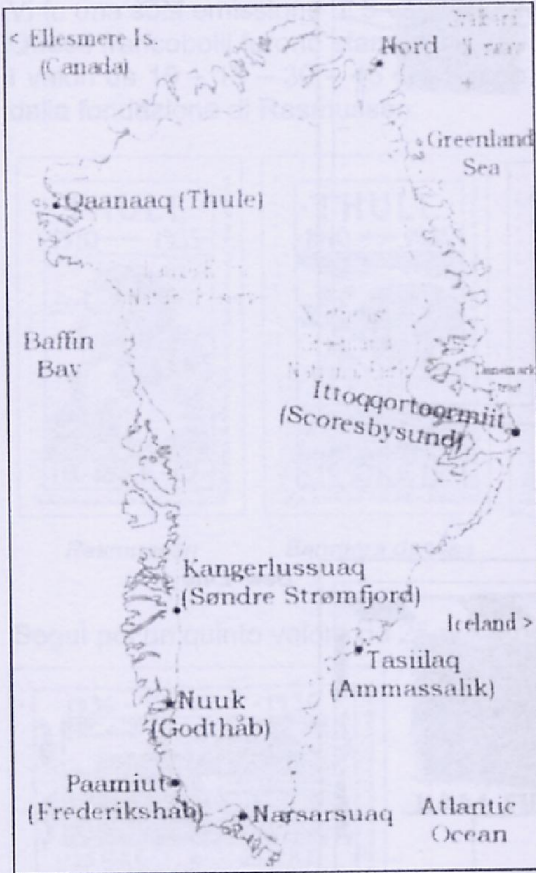 < Ellesmere Is.
(Canada)
Nord
Greenland
Sea
Qaanaaq (Thule)
Baffin
Bay
Ittoqqortoormiit
(Scoresbysund)
Kangerlussuaq
(Søndre Strømfjord)
Iceland >
Tasiilaq
(Ammassalik)
Nuuk
(Godthåb)
Paamiut
(Frederikshåb)
Narsarsuaq
Atlantic
Ocean